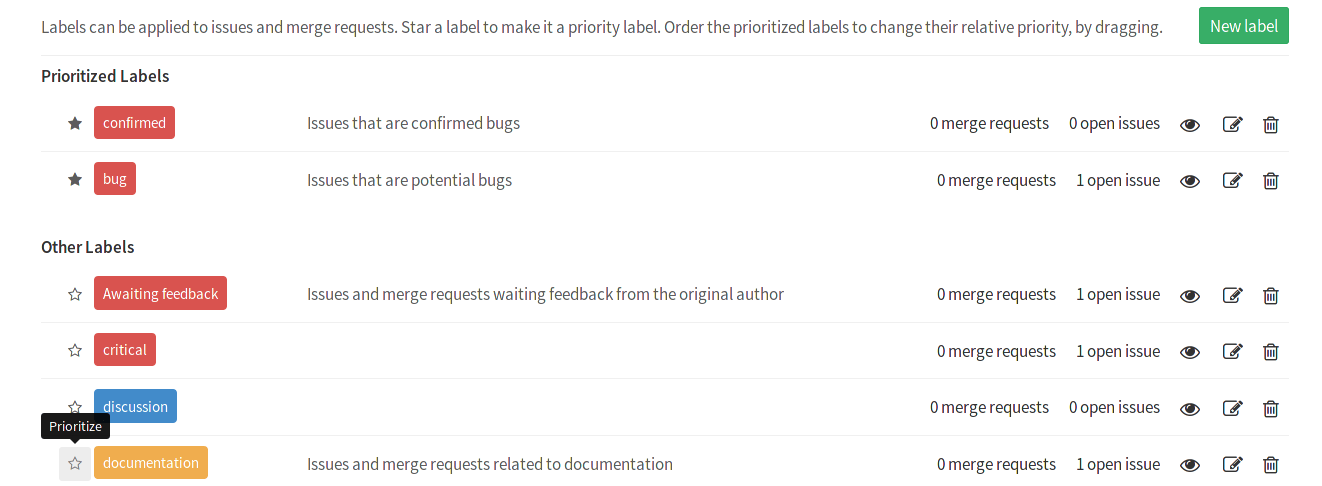 Labels can be applied to issues and merge requests. Star a label to make it a priority label. Order the prioritized labels to change their relative priority, by dragging. New label
Prioritized Labels
confirmed Issues that are confirmed bugs 0 merge requests 0 open issues
bug Issues that are potential bugs 0 merge requests 1 open issue
Other Labels
Awaiting feedback Issues and merge requests waiting feedback from the original author 0 merge requests 1 open issue
critical 0 merge requests 1 open issue
discussion 0 merge requests 0 open issues
Prioritize
documentation Issues and merge requests related to documentation 0 merge requests 1 open issue